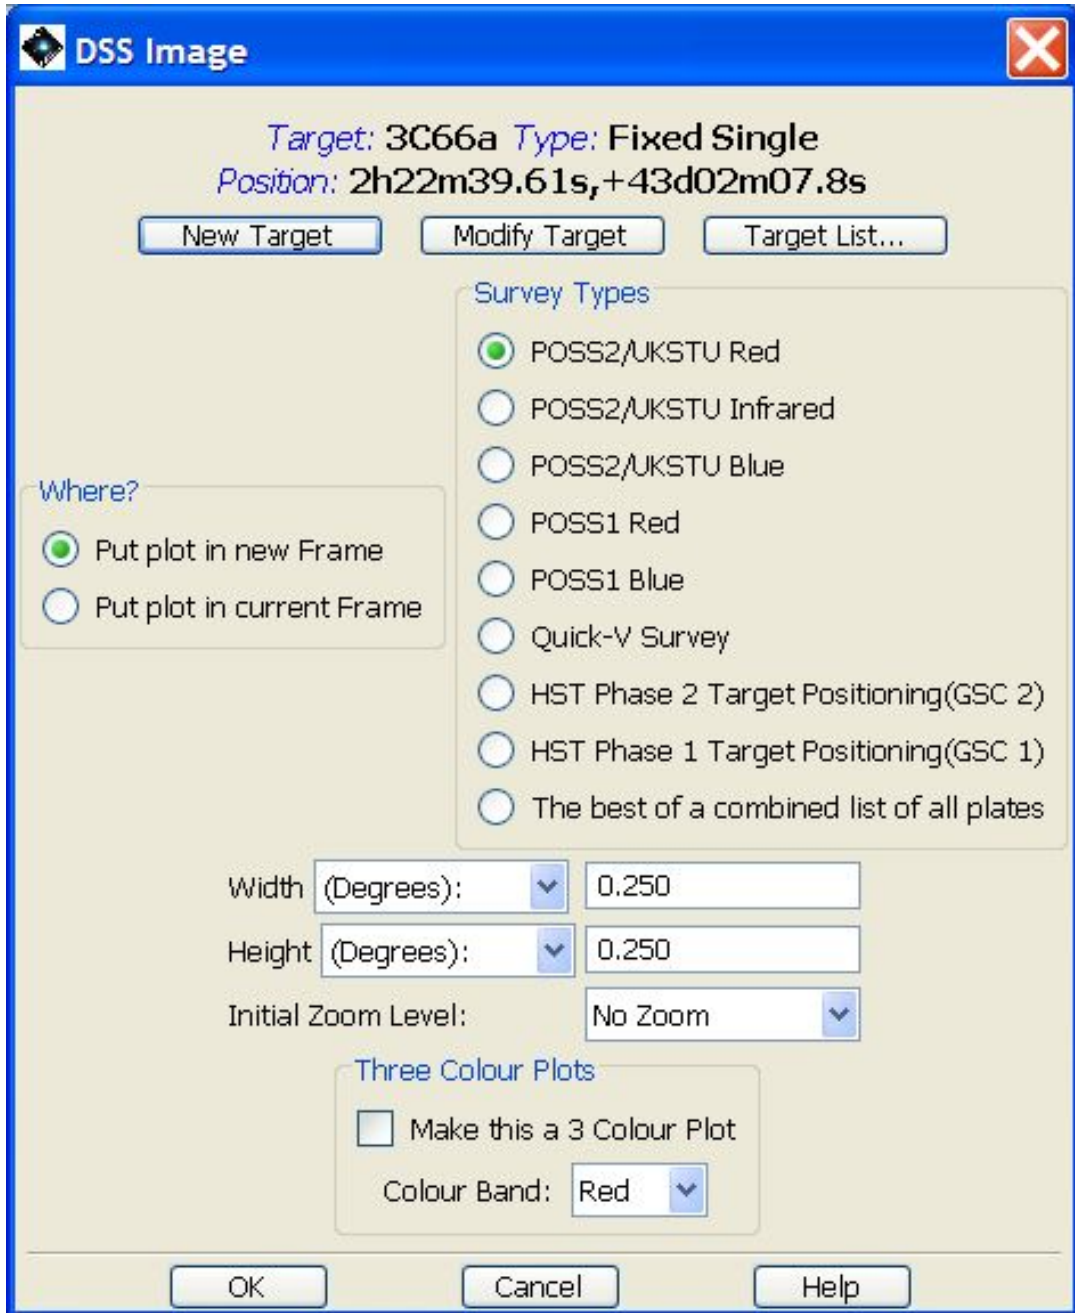 DSS Image
Target: 3C66a Type: Fixed Single
Position: 2h22m39.61s,+43d02m07.8s
New Target Modify Target Target List...
Where?
Put plot in new Frame
Put plot in current Frame
Survey Types
POSS2/UKSTU Red
POSS2/UKSTU Infrared
POSS2/UKSTU Blue
POSS1 Red
POSS1 Blue
Quick-V Survey
HST Phase 2 Target Positioning(GSC 2)
HST Phase 1 Target Positioning(GSC 1)
The best of a combined list of all plates
Width (Degrees): 0.250
Height (Degrees): 0.250
Initial Zoom Level: No Zoom
Three Colour Plots
Make this a 3 Colour Plot
Colour Band: Red
OK Cancel Help